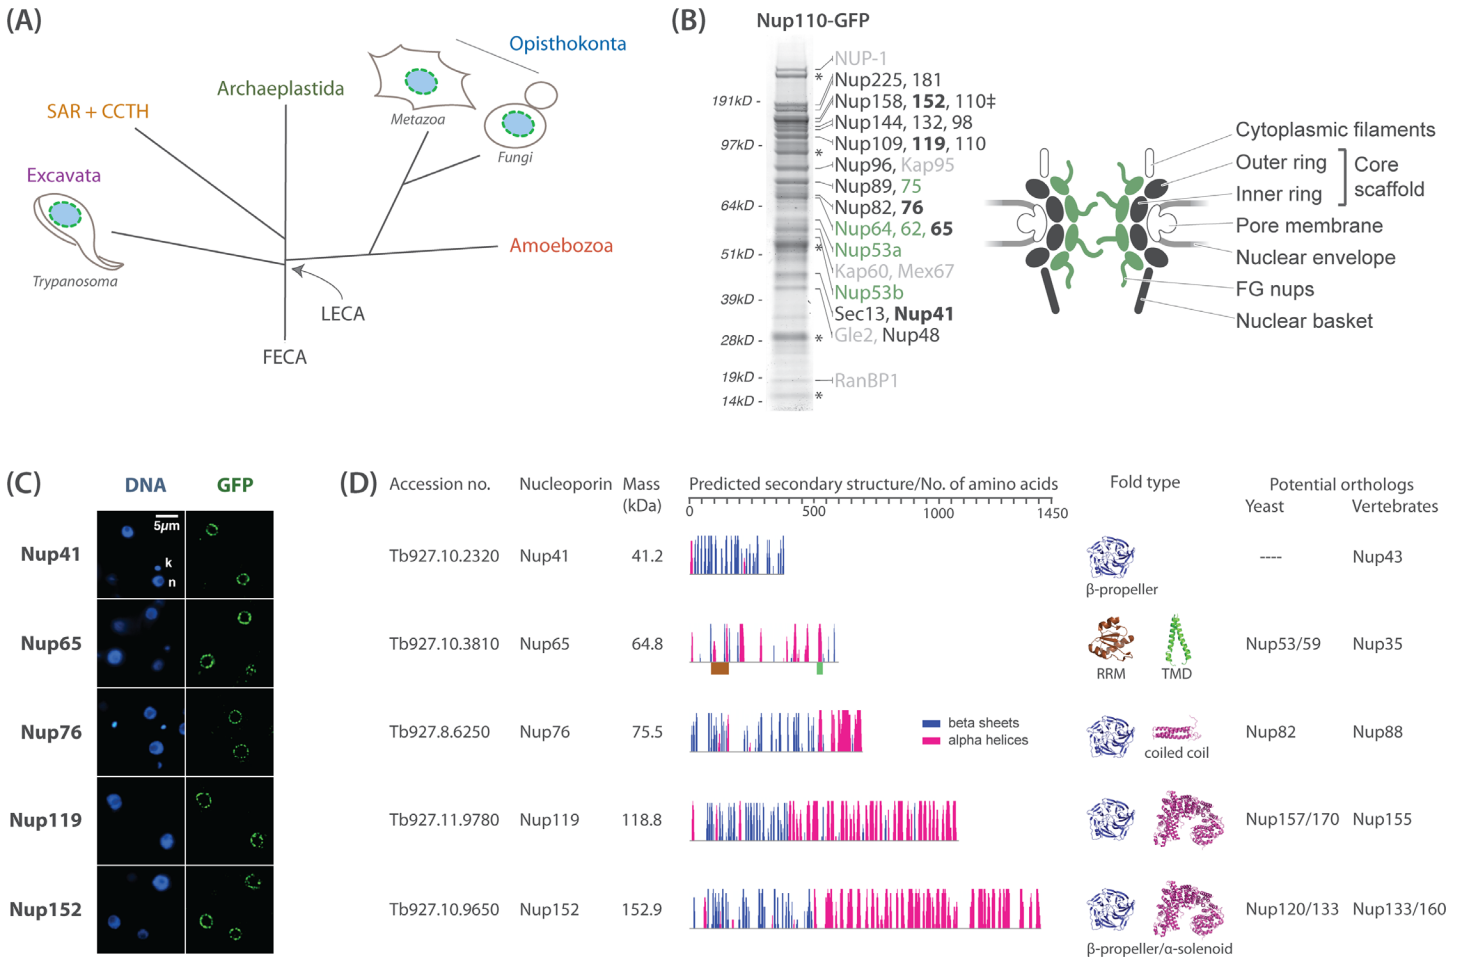 (A)
Opisthokonta
Archaeplastida
SAR + CCTH
Metazoa
Fungi
Excavata
Trypanosoma
Amoebozoa
LECA
FECA
(B)
Nup110-GFP
191kD -
97kD -
64kD -
51kD -
39kD -
28kD -
19kD -
14kD -
NUP-1
*
Nup225, 181
Nup158, 152, 110‡
Nup144, 132, 98
Nup109, 119, 110
*
Nup96, Kap95
Nup89, 75
Nup82, 76
Nup64, 62, 65
*
Nup53a
Kap60, Mex67
Nup53b
Sec13, Nup41
*
Gle2, Nup48
RanBP1
*
Cytoplasmic filaments
Outer ring
Inner ring
Core
scaffold
Pore membrane
Nuclear envelope
FG nups
Nuclear basket
(C)
DNA GFP
5µm
k
n
Nup41
Nup65
Nup76
Nup119
Nup152
(D)
Accession no. Nucleoporin Mass
(kDa)
Predicted secondary structure/No. of amino acids
0 500 1000 1450
Fold type
Potential orthologs
Yeast Vertebrates
Tb927.10.2320 Nup41 41.2
β-propeller
---- Nup43
Tb927.10.3810 Nup65 64.8
RRM TMD
Nup53/59 Nup35
Tb927.8.6250 Nup76 75.5
beta sheets
alpha helices
coiled coil
Nup82 Nup88
Tb927.11.9780 Nup119 118.8
Nup157/170 Nup155
Tb927.10.9650 Nup152 152.9
β-propeller/α-solenoid
Nup120/133 Nup133/160